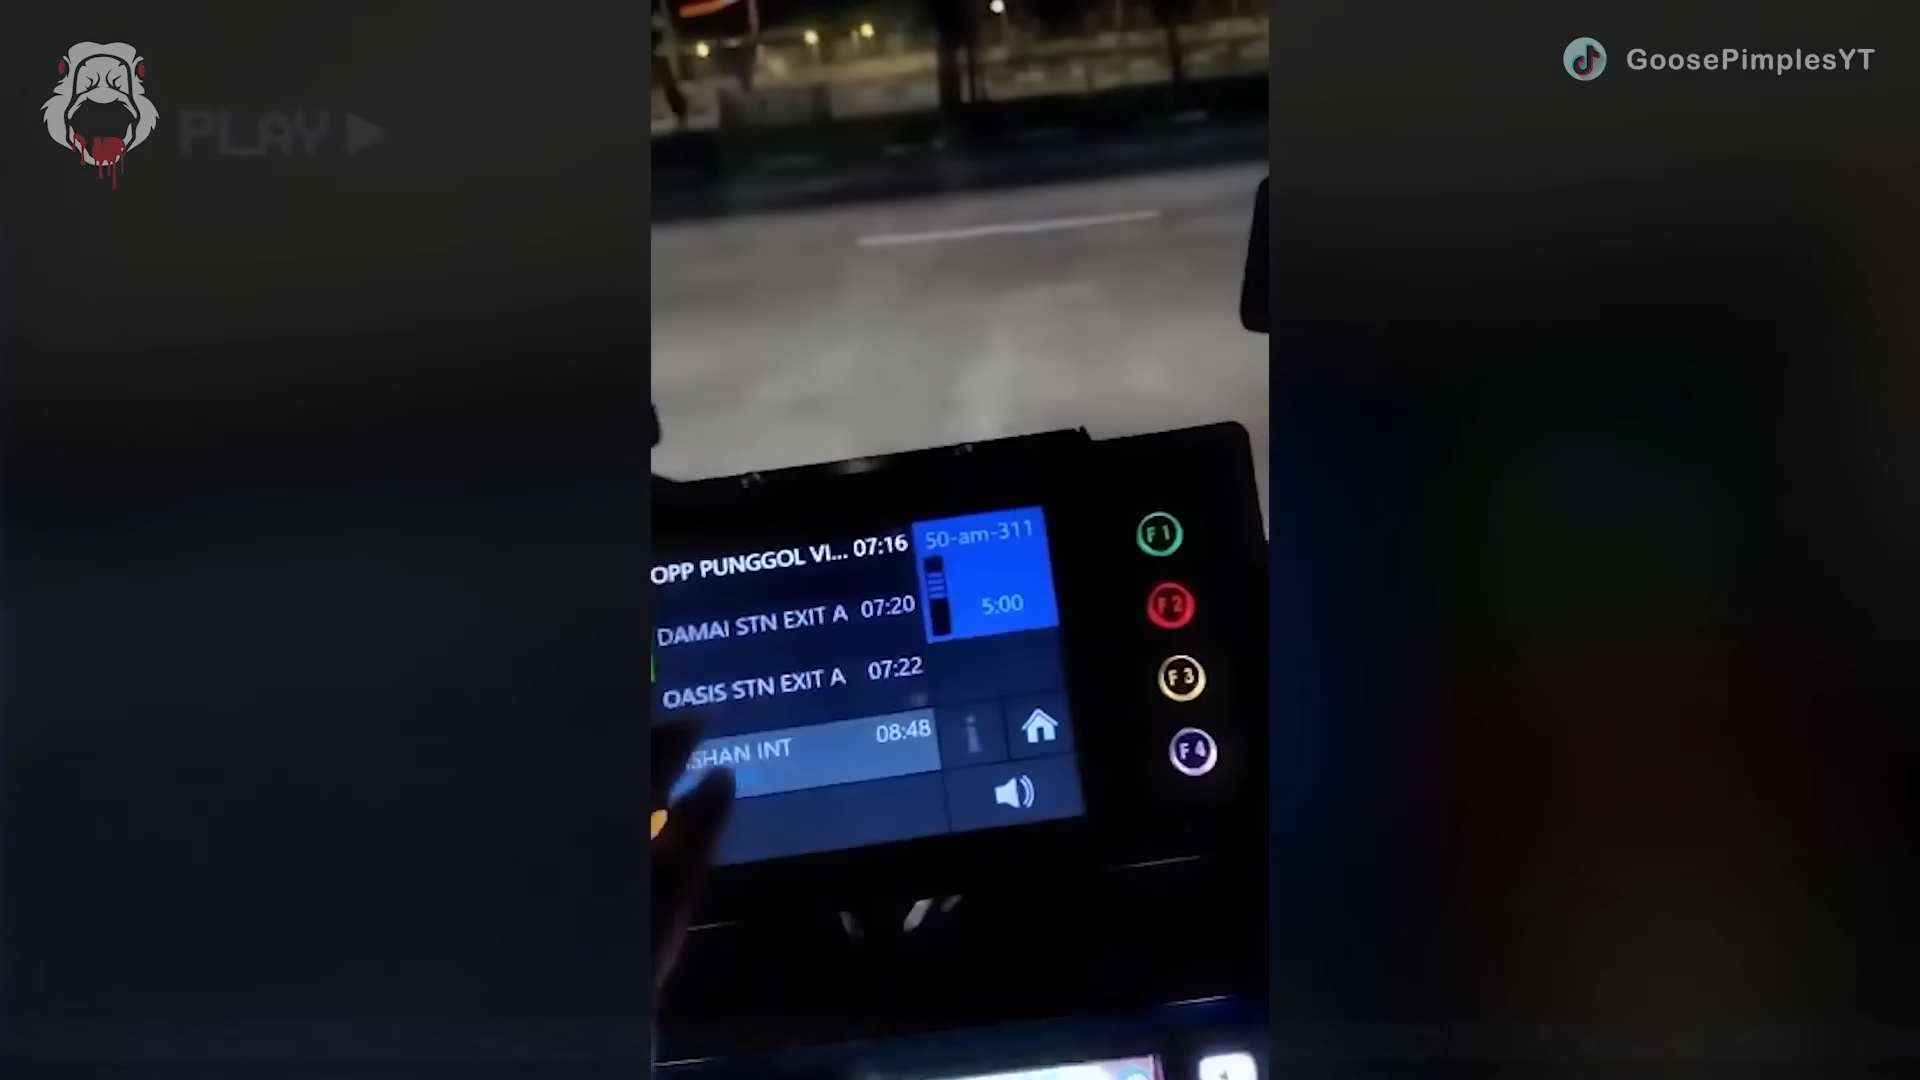 PLAY
GoosePimplesYT
OPP PUNGGOL VI... 07:16
50-am-311
DAMAI STN EXIT A 07:20
5:00
OASIS STN EXIT A 07:22
SHAN INT 08:48
i
F1
F2
F3
F4